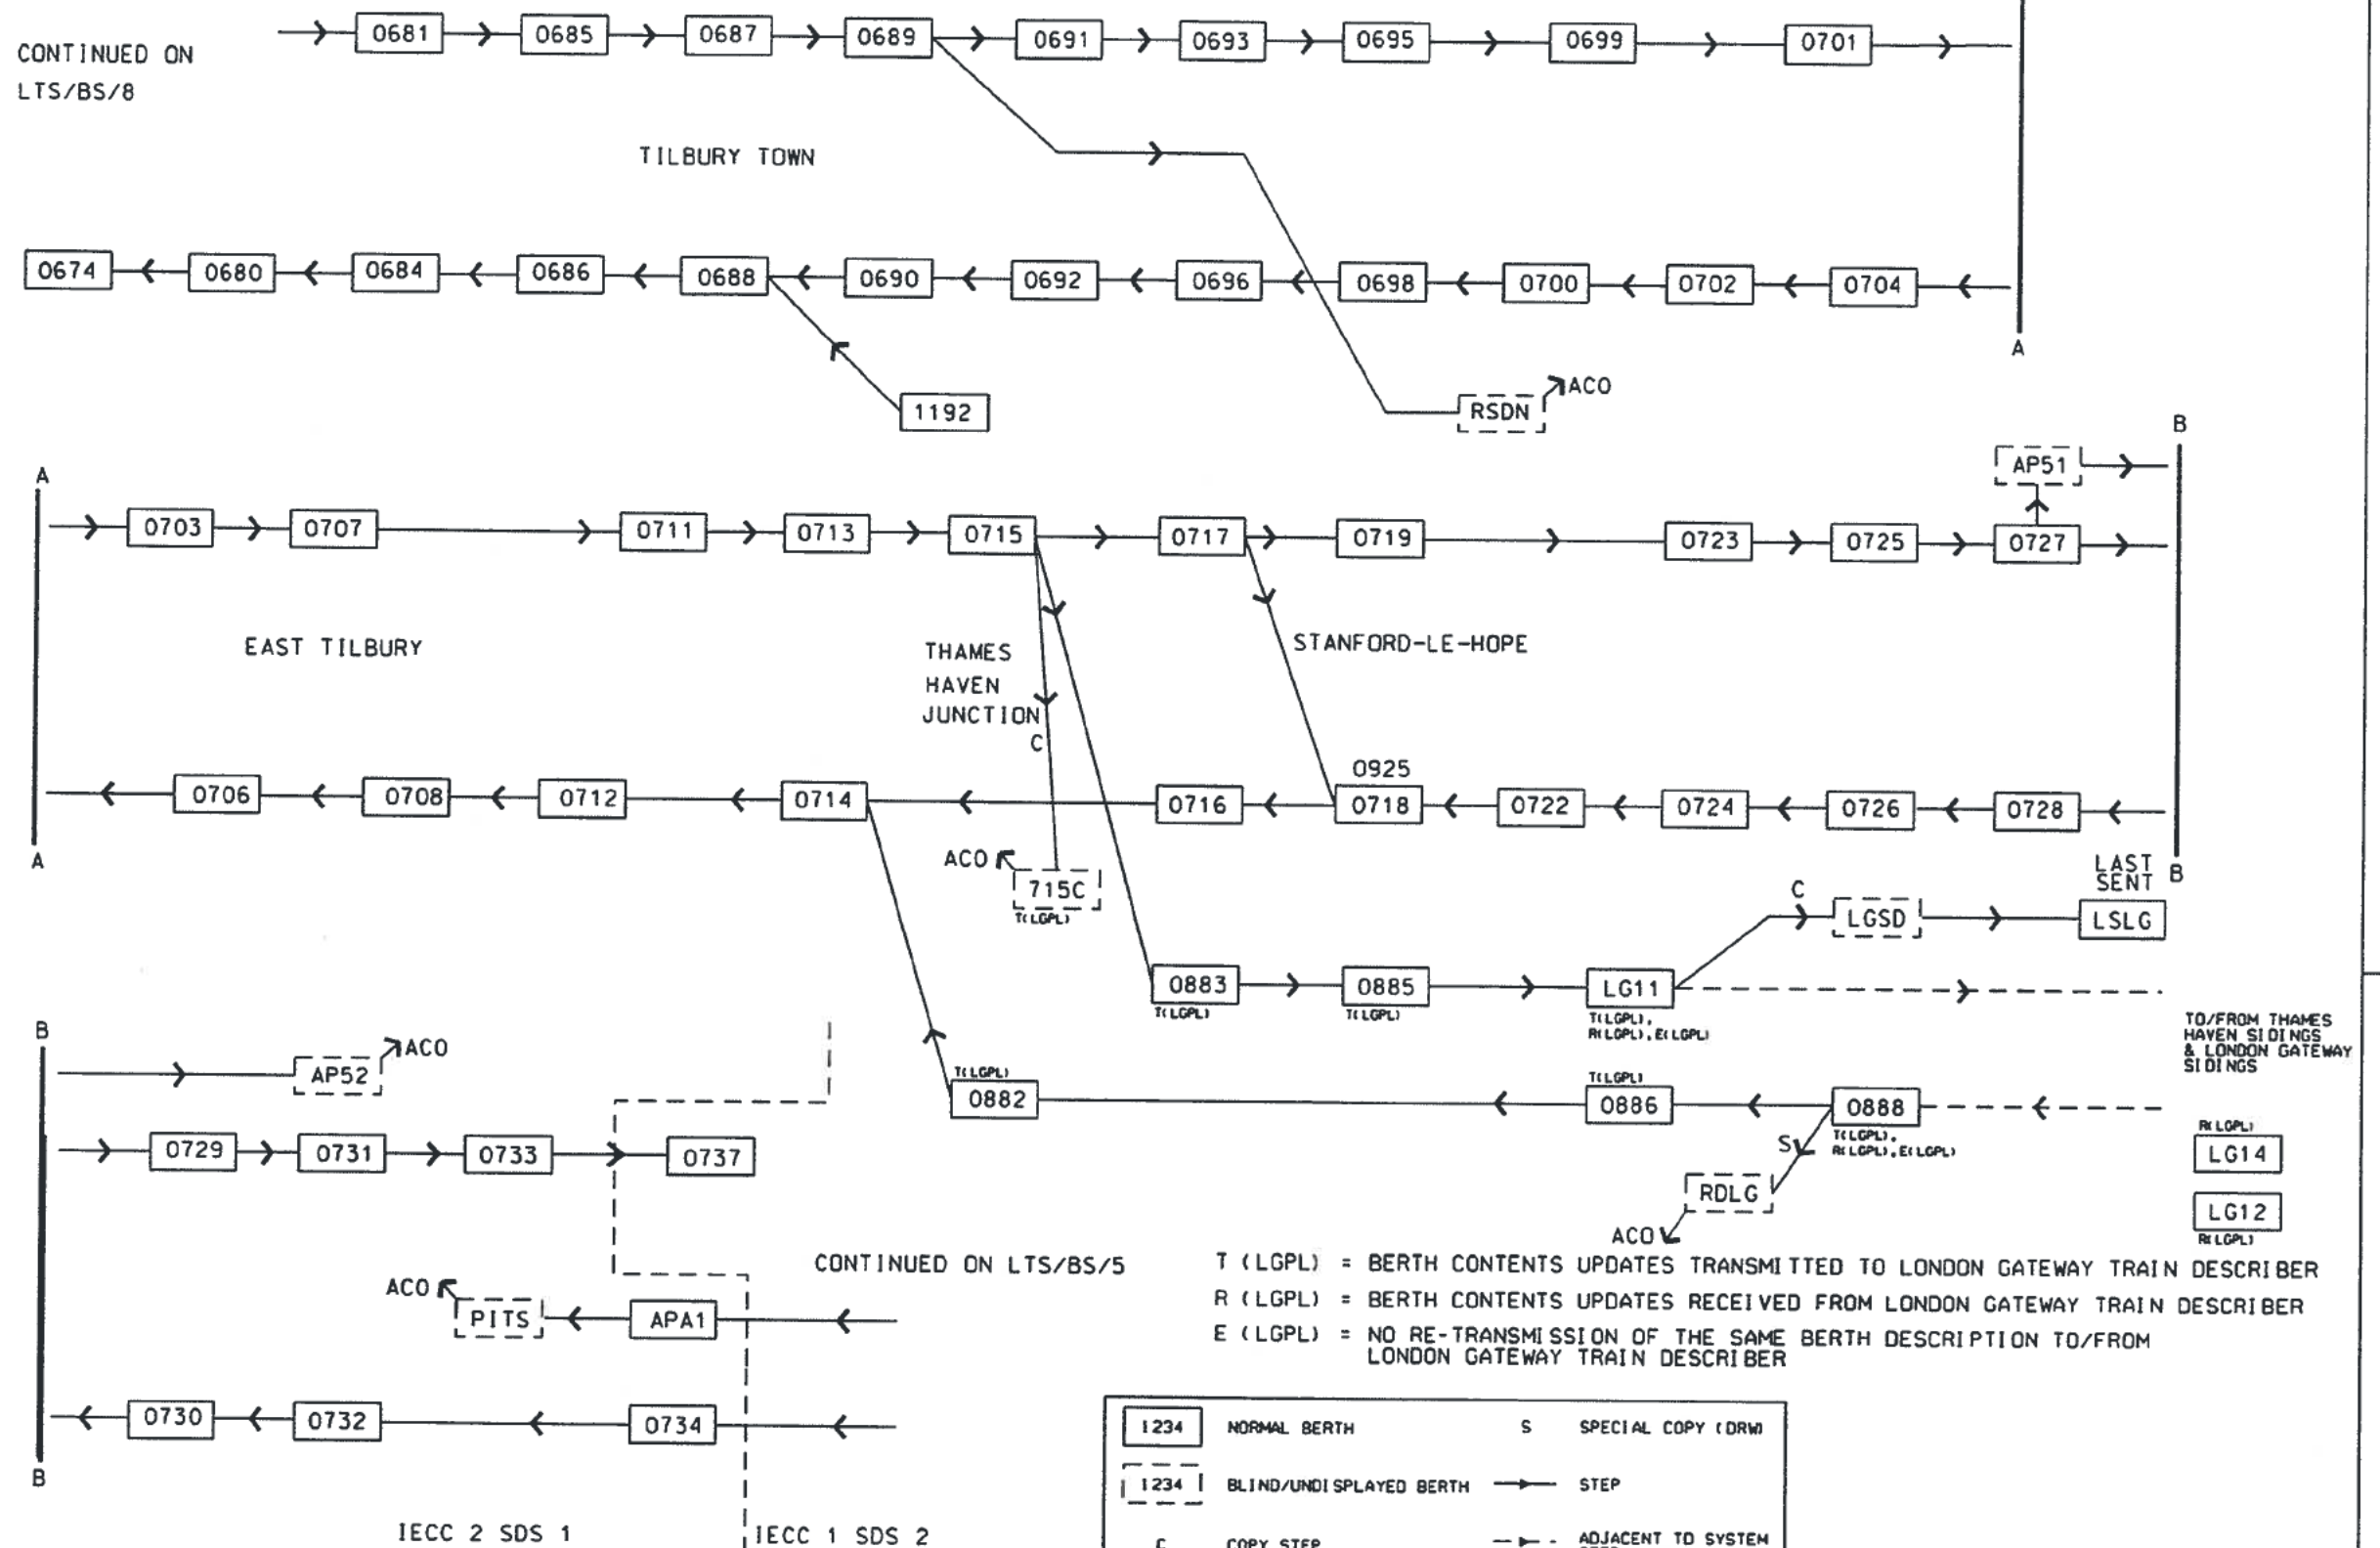 0681 0685 0687 0689 0691 0693 0695 0699 0701
CONTINUED ON
LTS/BS/8
TILBURY TOWN
0674 0680 0684 0686 0688 0690 0692 0696 0698 0700 0702 0704
A
1192
RSDN
ACO
B
A
AP51
0703 0707 0711 0713 0715 0717 0719 0723 0725 0727
EAST TILBURY
THAMES
HAVEN
JUNCTION
C
STANFORD-LE-HOPE
0925
0706 0708 0712 0714 0716 0718 0722 0724 0726 0728
A
ACO
715C
T(LGPL)
LAST
SENT
B
C
LGSD
LSLG
0883 0885 LG11
T(LGPL)
T(LGPL)
T(LGPL),
R(LGPL),E(LGPL)
TO/FROM THAMES
HAVEN SIDINGS
& LONDON GATEWAY
SIDINGS
B
AP52
ACO
T(LGPL)
0882
T(LGPL)
0886
0888
T(LGPL),
R(LGPL),E(LGPL)
S
RDLG
ACO
R(LGPL)
LG14
LG12
R(LGPL)
0729 0731 0733 0737
CONTINUED ON LTS/BS/5
T (LGPL) = BERTH CONTENTS UPDATES TRANSMITTED TO LONDON GATEWAY TRAIN DESCRIBER
R (LGPL) = BERTH CONTENTS UPDATES RECEIVED FROM LONDON GATEWAY TRAIN DESCRIBER
E (LGPL) = NO RE-TRANSMISSION OF THE SAME BERTH DESCRIPTION TO/FROM
LONDON GATEWAY TRAIN DESCRIBER
ACO
PITS
APA1
0730 0732 0734
B
IECC 2 SDS 1
IECC 1 SDS 2
1234 NORMAL BERTH S SPECIAL COPY (DRW)
1234 BLIND/UNDISPLAYED BERTH STEP
C COPY STEP ADJACENT TO SYSTEM